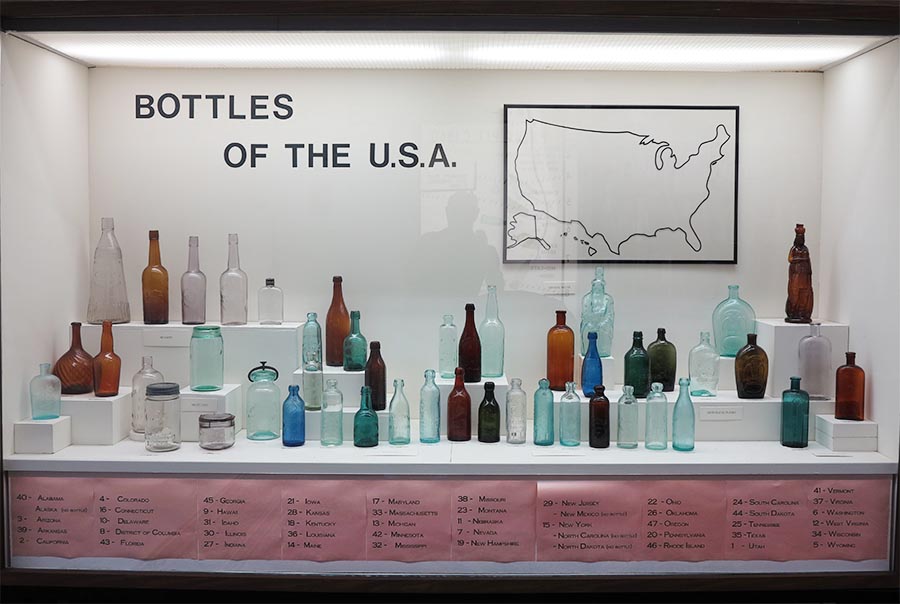 BOTTLES
OF THE U.S.A.
40 - Alabama
Alaska (no bottle)
3 - Arizona
39 - Arkansas
2 - California
4 - Colorado
16 - Connecticut
10 - Delaware
8 - District of Columbia
43 - Florida
45 - Georgia
9 - Hawaii
31 - Idaho
30 - Illinois
27 - Indiana
21 - Iowa
28 - Kansas
18 - Kentucky
36 - Louisiana
14 - Maine
17 - Maryland
33 - Massachusetts
13 - Michigan
42 - Minnesota
32 - Mississippi
38 - Missouri
23 - Montana
11 - Nebraska
7 - Nevada
19 - New Hampshire
29 - New Jersey
New Mexico (no bottle)
15 - New York
North Carolina (no bottle)
North Dakota (no bottle)
22 - Ohio
26 - Oklahoma
47 - Oregon
20 - Pennsylvania
46 - Rhode Island
24 - South Carolina
44 - South Dakota
25 - Tennessee
35 - Texas
1 - Utah
41 - Vermont
37 - Virginia
6 - Washington
12 - West Virginia
34 - Wisconsin
5 - Wyoming